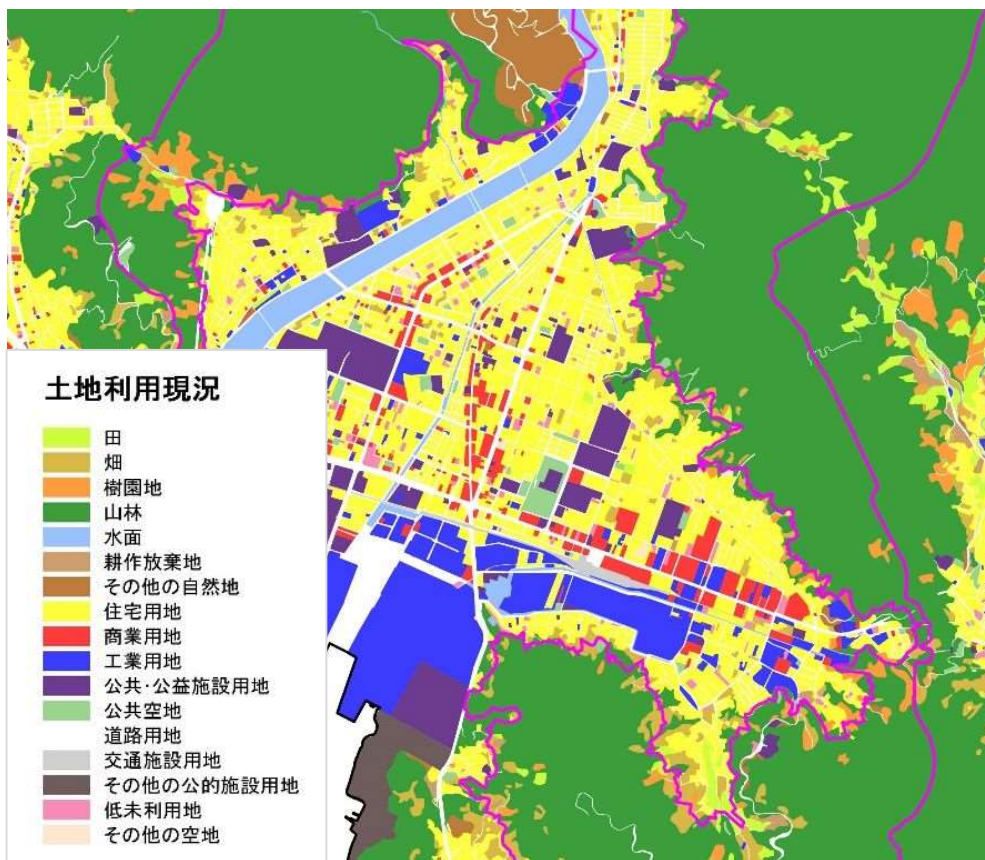 土地利用現況
田
畑
樹園地
山林
水面
耕作放棄地
その他の自然地
住宅用地
商業用地
工業用地
公共・公益施設用地
公共空地
道路用地
交通施設用地
その他の公的施設用地
低未利用地
その他の空地